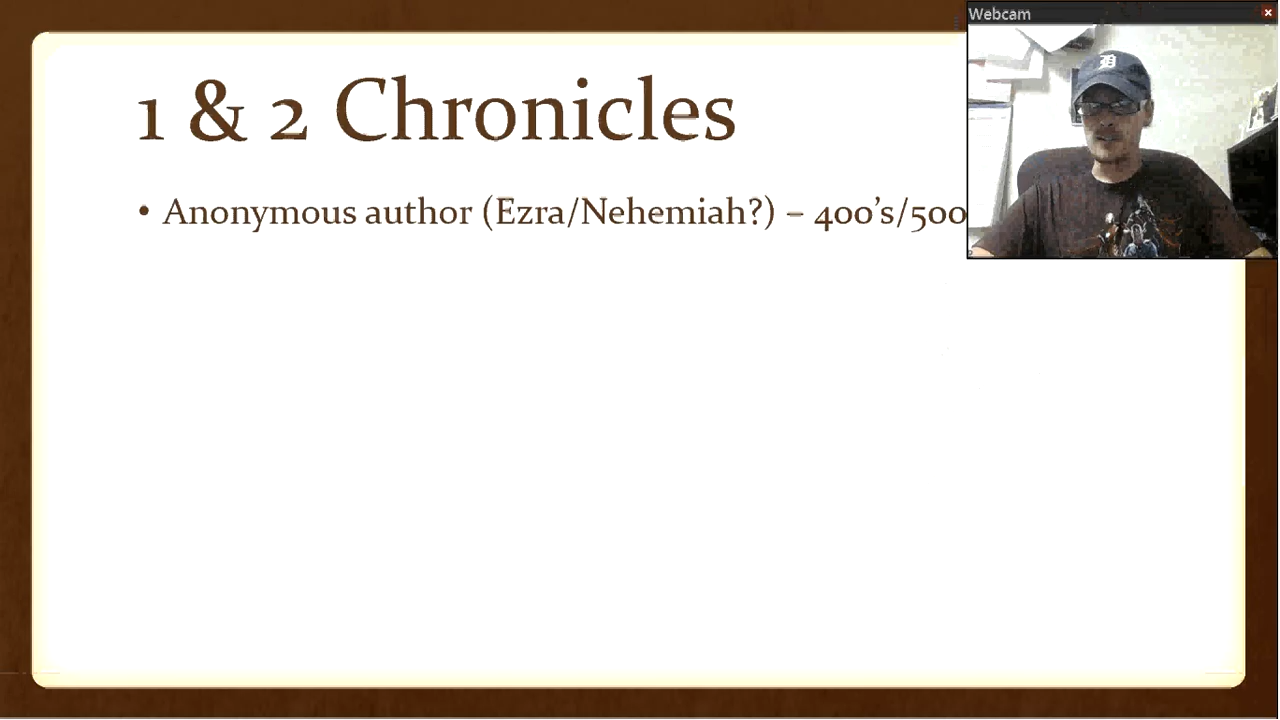 Webcam
1 & 2 Chronicles
• Anonymous author (Ezra/Nehemiah?) – 400's/500
D